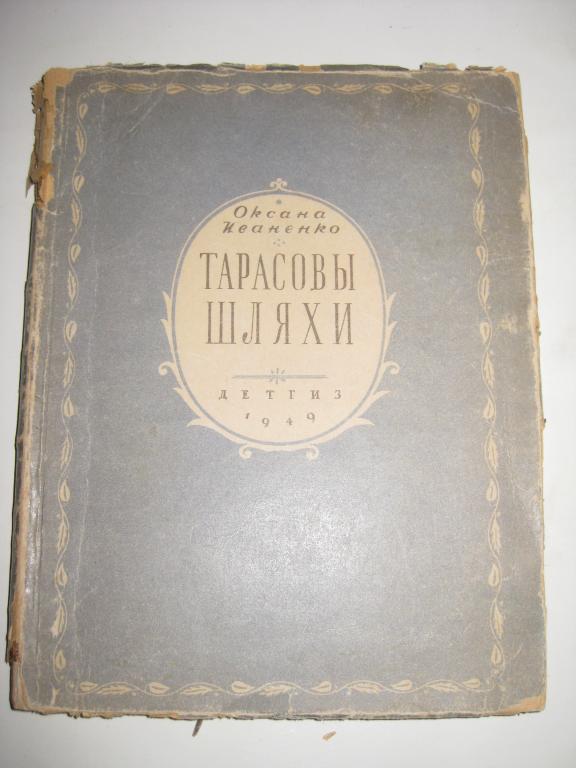 Оксана
Иваненко
ТАРАСОВЫ
ШЛЯХИ
ДЕТГИЗ
1949